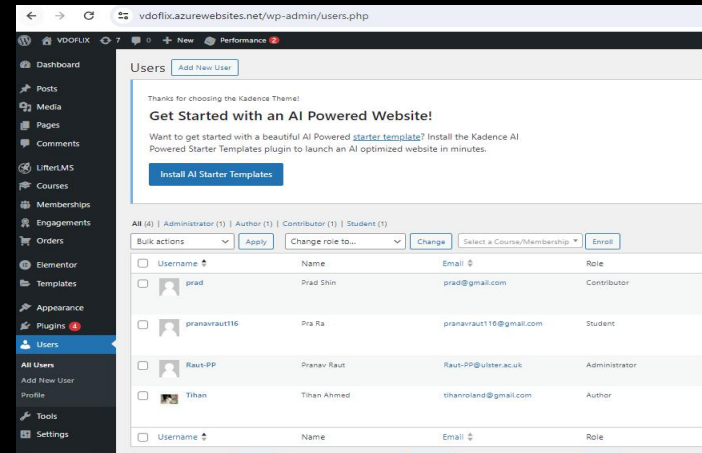 vdoflix.azurewebsites.net/wp-admin/users.php
VDOFLIX 7 0 New Performance 2
Dashboard
Posts
Media
Pages
Comments
LifterLMS
Courses
Memberships
Engagements
Orders
Elementor
Templates
Appearance
Plugins 4
Users
All Users
Add New User
Profile
Tools
Settings
Users Add New User
Thanks for choosing the Kadence Theme!
Get Started with an AI Powered Website!
Want to get started with a beautiful AI Powered starter template? Install the Kadence AI
Powered Starter Templates plugin to launch an AI optimized website in minutes.
Install AI Starter Templates
All (4) | Administrator (1) | Author (1) | Contributor (1) | Student (1)
Bulk actions Apply Change role to... Change Select a Course/Membership Enroll
Username Name Email Role
prad Prad Shin prad@gmail.com Contributor
pranavraut116 Pra Ra pranavraut116@gmail.com Student
Raut-PP Pranav Raut Raut-PP@ulster.ac.uk Administrator
Tihan Tihan Ahmed tihanroland@gmail.com Author
Username Name Email Role